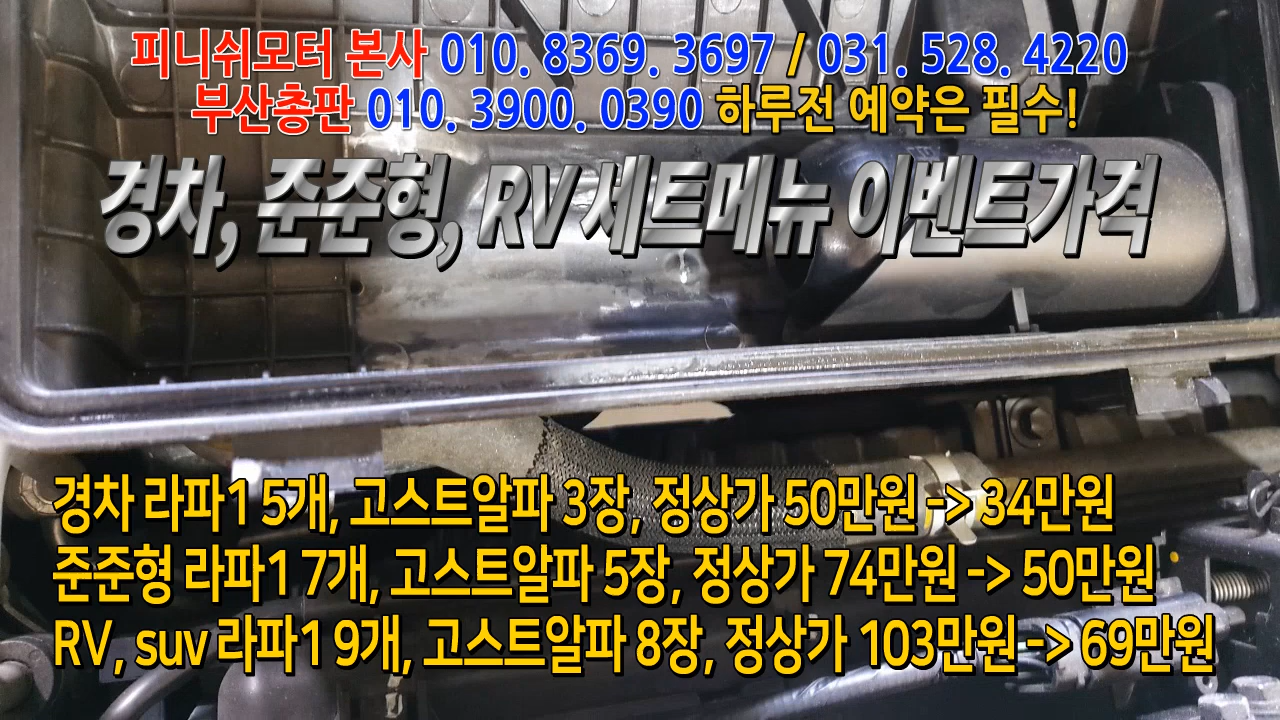 피니쉬모터 본사 010. 8369. 3697 / 031. 528. 4220
부산총판 010. 3900. 0390 하루전 예약은 필수!
경차, 준준형, RV 세트메뉴 이벤트가격
경차 라파1 5개, 고스트알파 3장, 정상가 50만원 -> 34만원
준준형 라파1 7개, 고스트알파 5장, 정상가 74만원 -> 50만원
RV, suv 라파1 9개, 고스트알파 8장, 정상가 103만원 -> 69만원